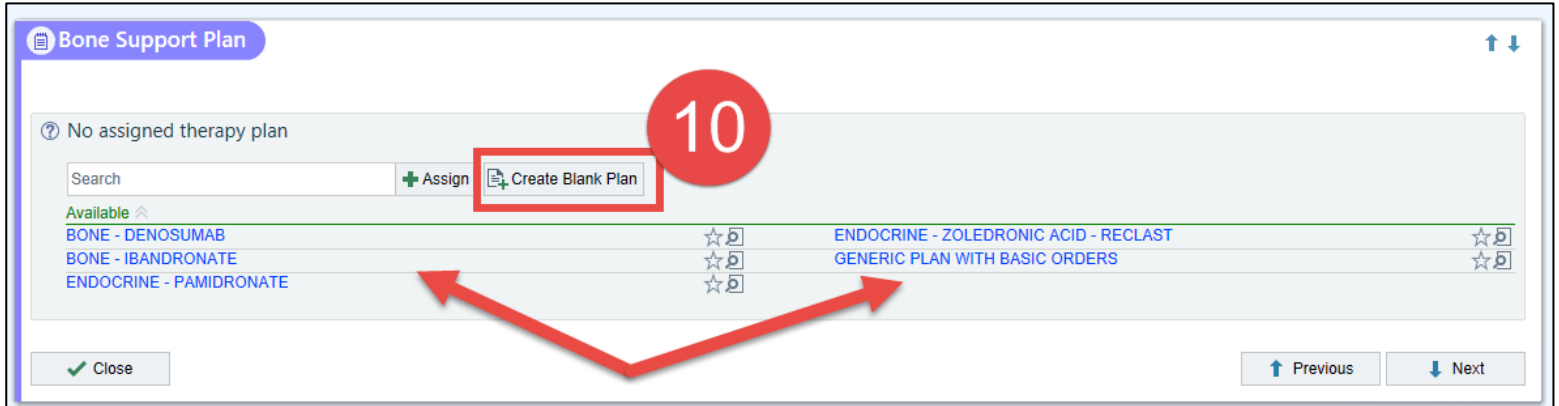 Bone Support Plan
10
No assigned therapy plan
Search
Assign
Create Blank Plan
Available
BONE - DENOSUMAB
ENDOCRINE - ZOLEDRONIC ACID - RECLAST
BONE - IBANDRONATE
GENERIC PLAN WITH BASIC ORDERS
ENDOCRINE - PAMIDRONATE
Close
Previous
Next